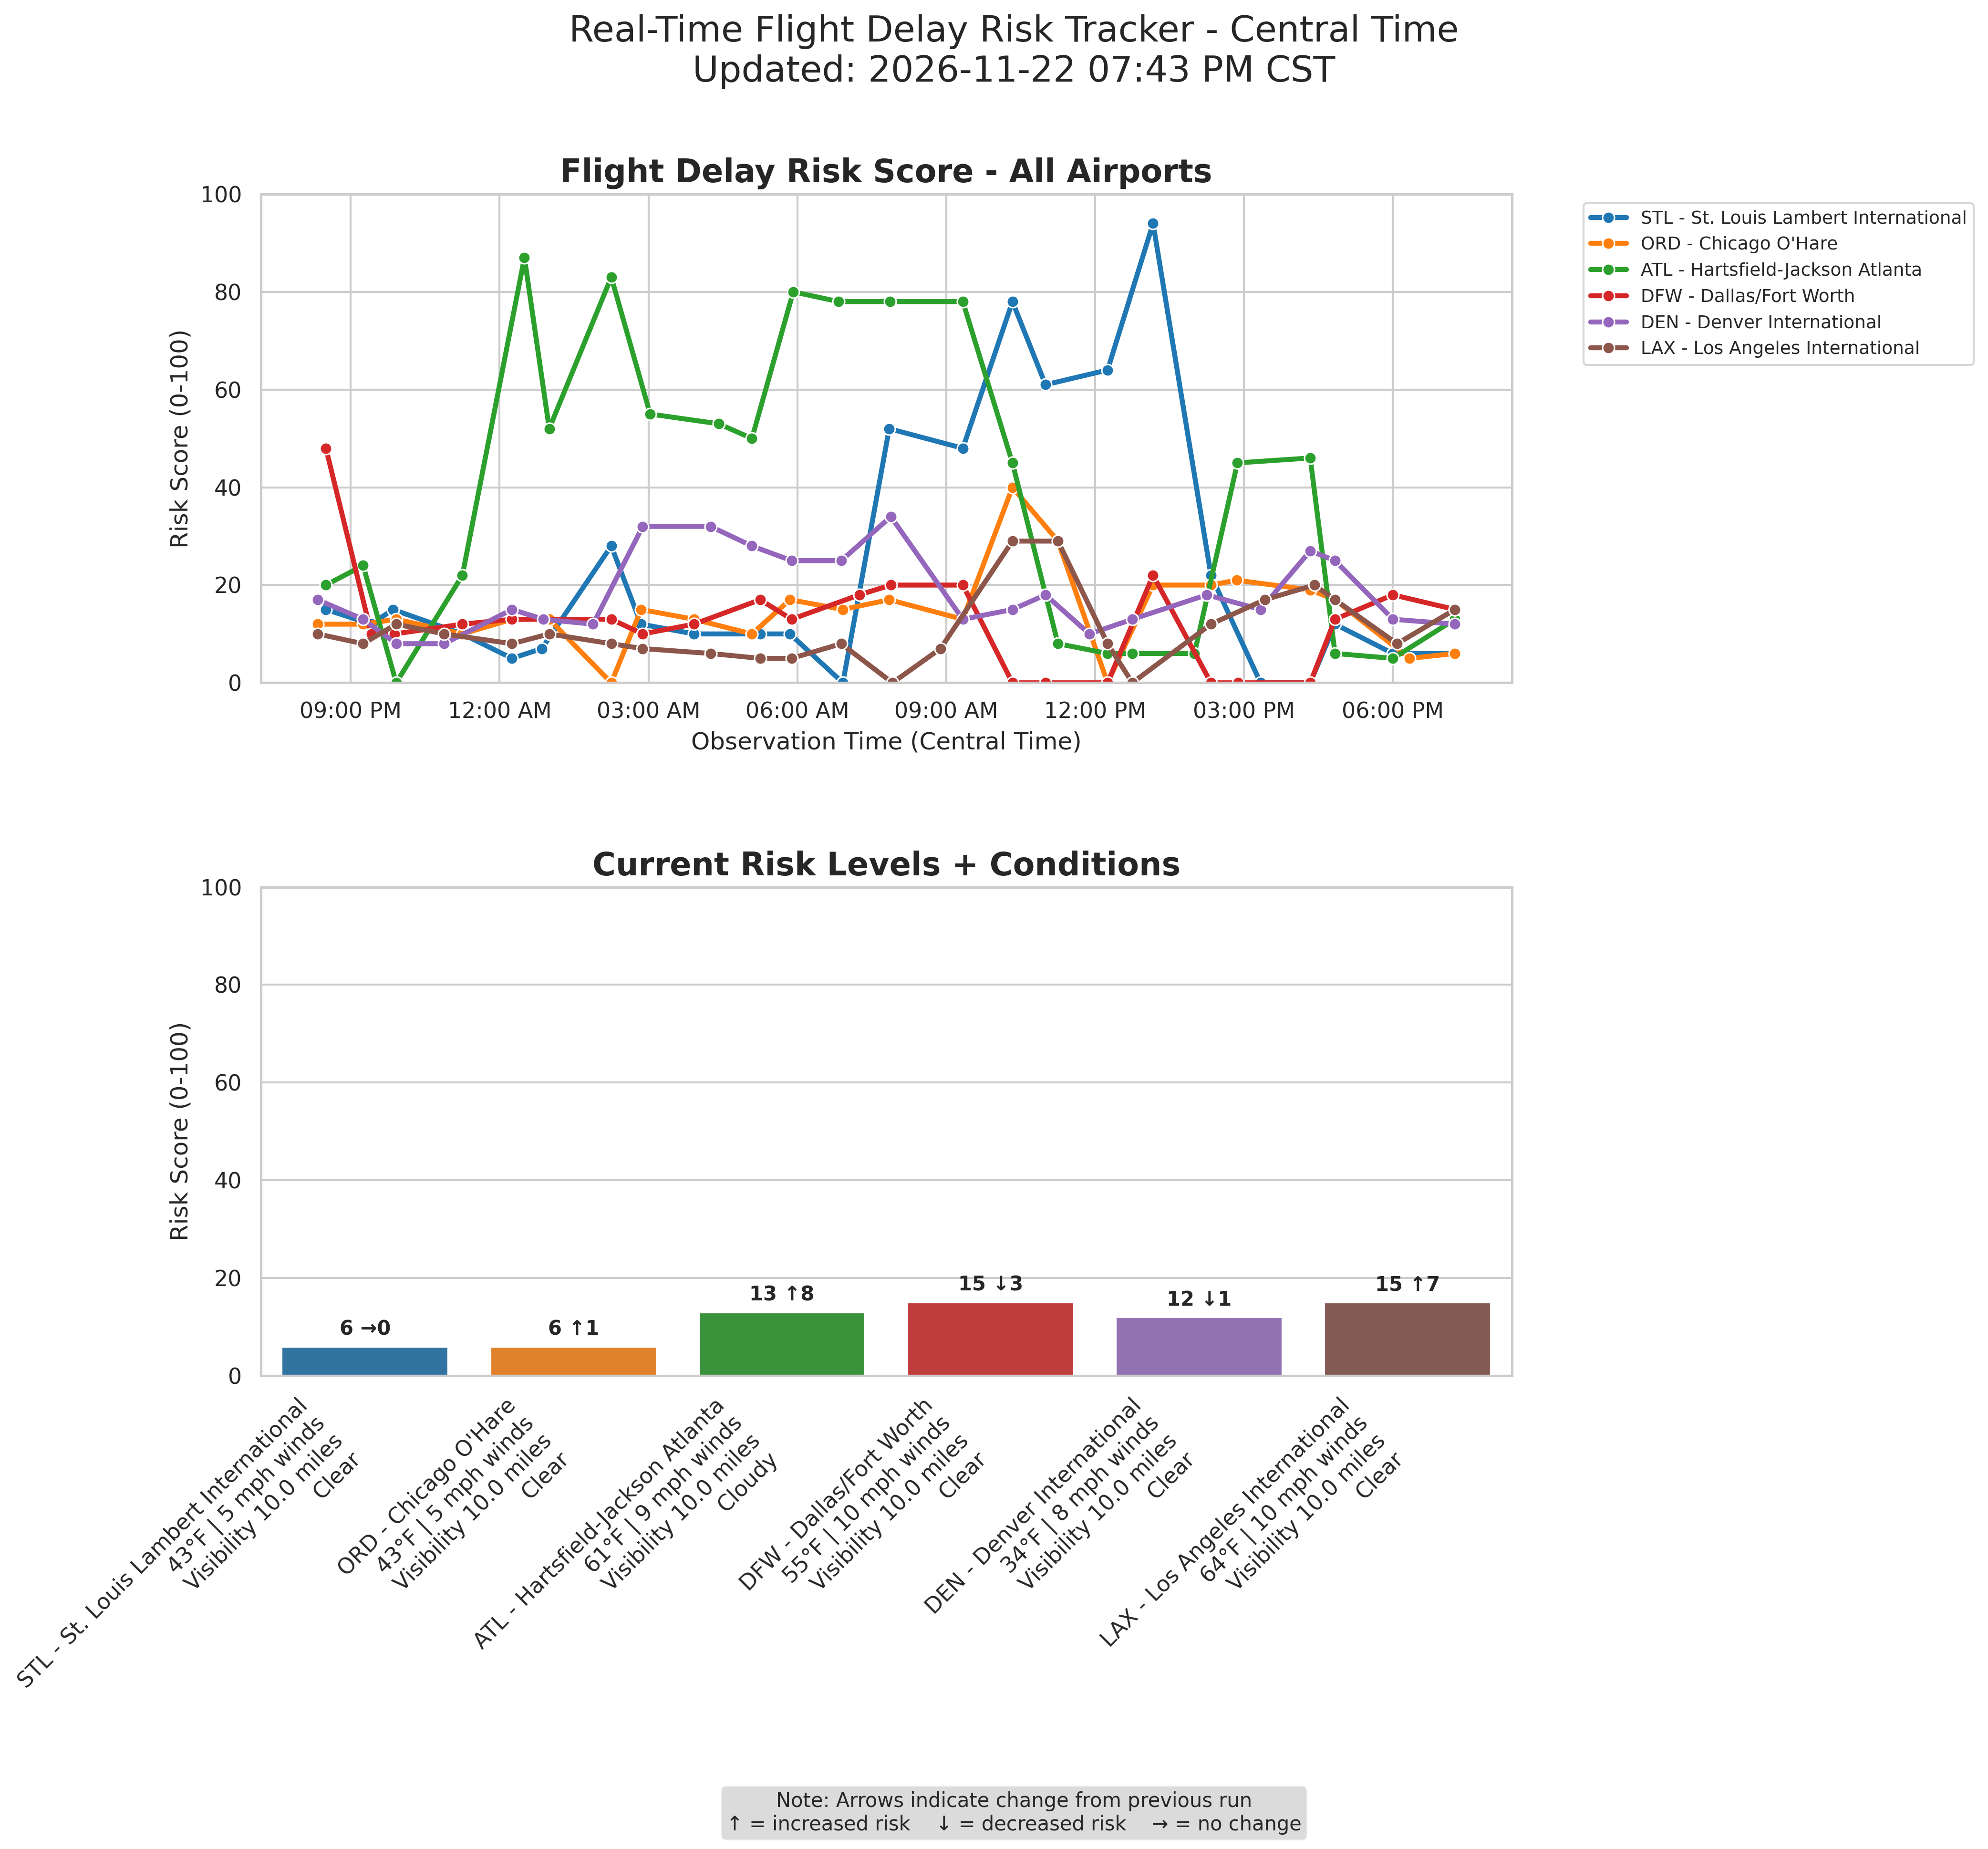 Real-Time Flight Delay Risk Tracker - Central Time
Updated: 2026-11-22 07:43 PM CST
Flight Delay Risk Score - All Airports
Risk Score (0-100)
100
80
60
40
20
0
09:00 PM
12:00 AM
03:00 AM
06:00 AM
09:00 AM
12:00 PM
03:00 PM
06:00 PM
Observation Time (Central Time)
STL - St. Louis Lambert International
ORD - Chicago O'Hare
ATL - Hartsfield-Jackson Atlanta
DFW - Dallas/Fort Worth
DEN - Denver International
LAX - Los Angeles International
Current Risk Levels + Conditions
Risk Score (0-100)
100
80
60
40
20
0
6 →0
6 ↑1
13 ↑8
15 ↓3
12 ↓1
15 ↑7
STL - St. Louis Lambert International
43°F | 5 mph winds
Visibility 10.0 miles
Clear
ORD - Chicago O'Hare
43°F | 5 mph winds
Visibility 10.0 miles
Clear
ATL - Hartsfield-Jackson Atlanta
61°F | 9 mph winds
Visibility 10.0 miles
Cloudy
DFW - Dallas/Fort Worth
55°F | 10 mph winds
Visibility 10.0 miles
Clear
DEN - Denver International
34°F | 8 mph winds
Visibility 10.0 miles
Clear
LAX - Los Angeles International
64°F | 10 mph winds
Visibility 10.0 miles
Clear
Note: Arrows indicate change from previous run
↑ = increased risk ↓ = decreased risk → = no change